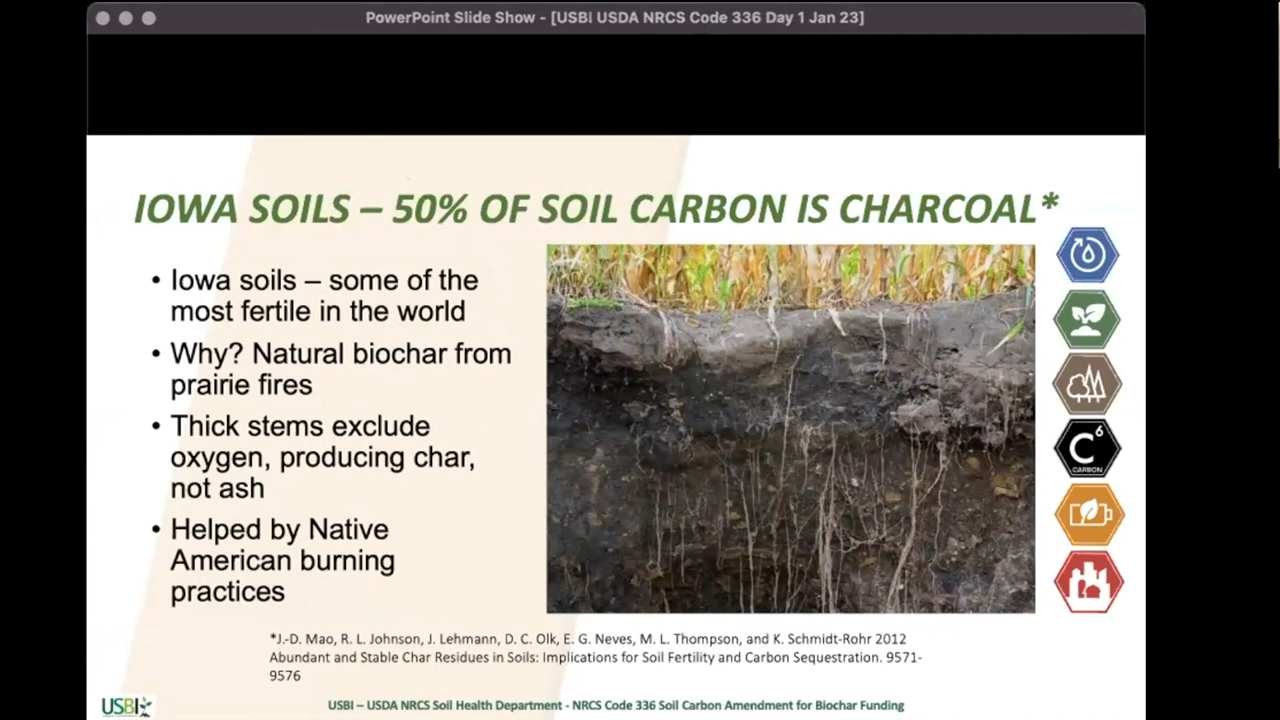 PowerPoint Slide Show - [USBI USDA NRCS Code 336 Day 1 Jan 23]
IOWA SOILS – 50% OF SOIL CARBON IS CHARCOAL*
• Iowa soils – some of the
most fertile in the world
• Why? Natural biochar from
prairie fires
• Thick stems exclude
oxygen, producing char,
not ash
• Helped by Native
American burning
practices
C 6
CARBON
*J.-D. Mao, R. L. Johnson, J. Lehmann, D. C. Olk, E. G. Neves, M. L. Thompson, and K. Schmidt-Rohr 2012
Abundant and Stable Char Residues in Soils: Implications for Soil Fertility and Carbon Sequestration. 9571-
9576
USBI
USBI – USDA NRCS Soil Health Department - NRCS Code 336 Soil Carbon Amendment for Biochar Funding